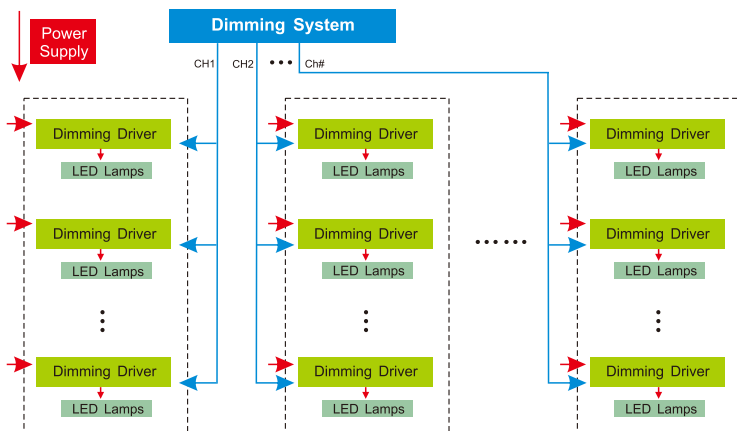 Dimming System
Power
Supply
CH1
CH2
Ch#
Dimming Driver
LED Lamps
Dimming Driver
LED Lamps
Dimming Driver
LED Lamps
Dimming Driver
LED Lamps
Dimming Driver
LED Lamps
Dimming Driver
LED Lamps
Dimming Driver
LED Lamps
Dimming Driver
LED Lamps
Dimming Driver
LED Lamps